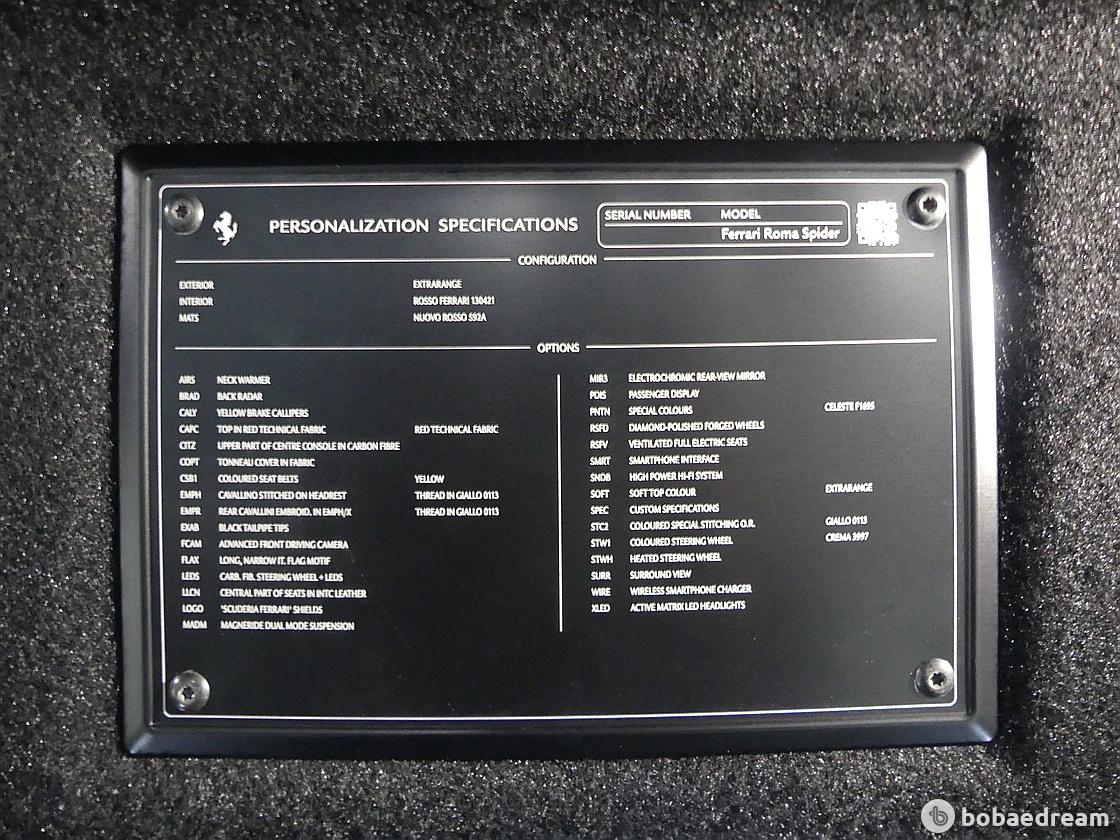 PERSONALIZATION SPECIFICATIONS
SERIAL NUMBER MODEL
Ferrari Roma Spider
CONFIGURATION
EXTERIOR EXTRARANGE
INTERIOR ROSSO FERRARI 130421
MATS NUOVO ROSSO S92A
OPTIONS
AIRS NECK WARMER
BRAD BACK RADAR
CALY YELLOW BRAKE CALLIPERS
CAPC TOP IN RED TECHNICAL FABRIC RED TECHNICAL FABRIC
CITZ UPPER PART OF CENTRE CONSOLE IN CARBON FIBRE
COPT TONNEAU COVER IN FABRIC
CSB1 COLOURED SEAT BELTS YELLOW
EMPH CAVALLINO STITCHED ON HEADREST THREAD IN GIALLO 0113
EMPR REAR CAVALLINI EMBROID. IN EMPH/X THREAD IN GIALLO 0113
EXAB BLACK TAILPIPE TIPS
FCAM ADVANCED FRONT DRIVING CAMERA
FLAX LONG, NARROW IT. FLAG MOTIF
LEDS CARB. FIB. STEERING WHEEL + LEDS
LLCN CENTRAL PART OF SEATS IN INTC LEATHER
LOGO 'SCUDERIA FERRARI' SHIELDS
MADM MAGNERIDE DUAL MODE SUSPENSION
MIR3 ELECTROCHROMIC REAR-VIEW MIRROR
PDIS PASSENGER DISPLAY
PNTN SPECIAL COLOURS CELESTE F1695
RSFD DIAMOND-POLISHED FORGED WHEELS
RSFV VENTILATED FULL ELECTRIC SEATS
SMRT SMARTPHONE INTERFACE
SNDB HIGH POWER HI-FI SYSTEM
SOFT SOFT TOP COLOUR EXTRARANGE
SPEC CUSTOM SPECIFICATIONS
STC2 COLOURED SPECIAL STITCHING O.R. GIALLO 0113
STW1 COLOURED STEERING WHEEL CREMA 3997
STWH HEATED STEERING WHEEL
SURR SURROUND VIEW
WIRE WIRELESS SMARTPHONE CHARGER
XLED ACTIVE MATRIX LED HEADLIGHTS
bobaedream